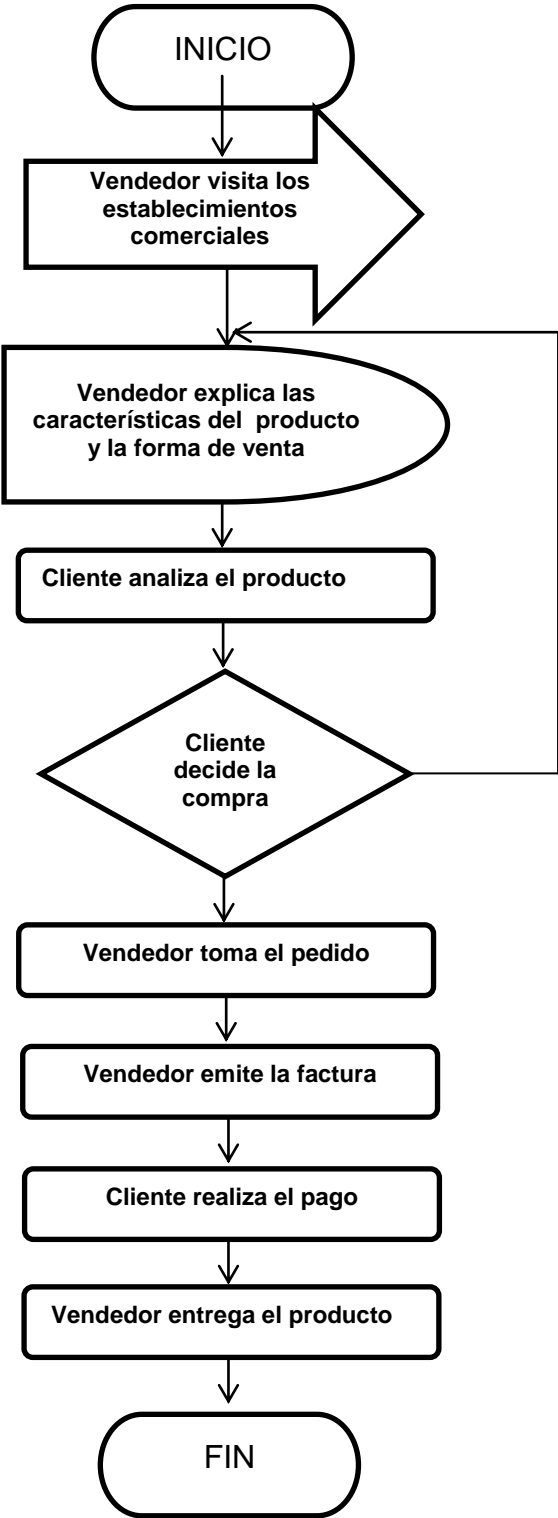 INICIO
Vendedor visita los
establecimientos
comerciales
Vendedor explica las
características del producto
y la forma de venta
Cliente analiza el producto
Cliente
decide la
compra
Vendedor toma el pedido
Vendedor emite la factura
Cliente realiza el pago
Vendedor entrega el producto
FIN